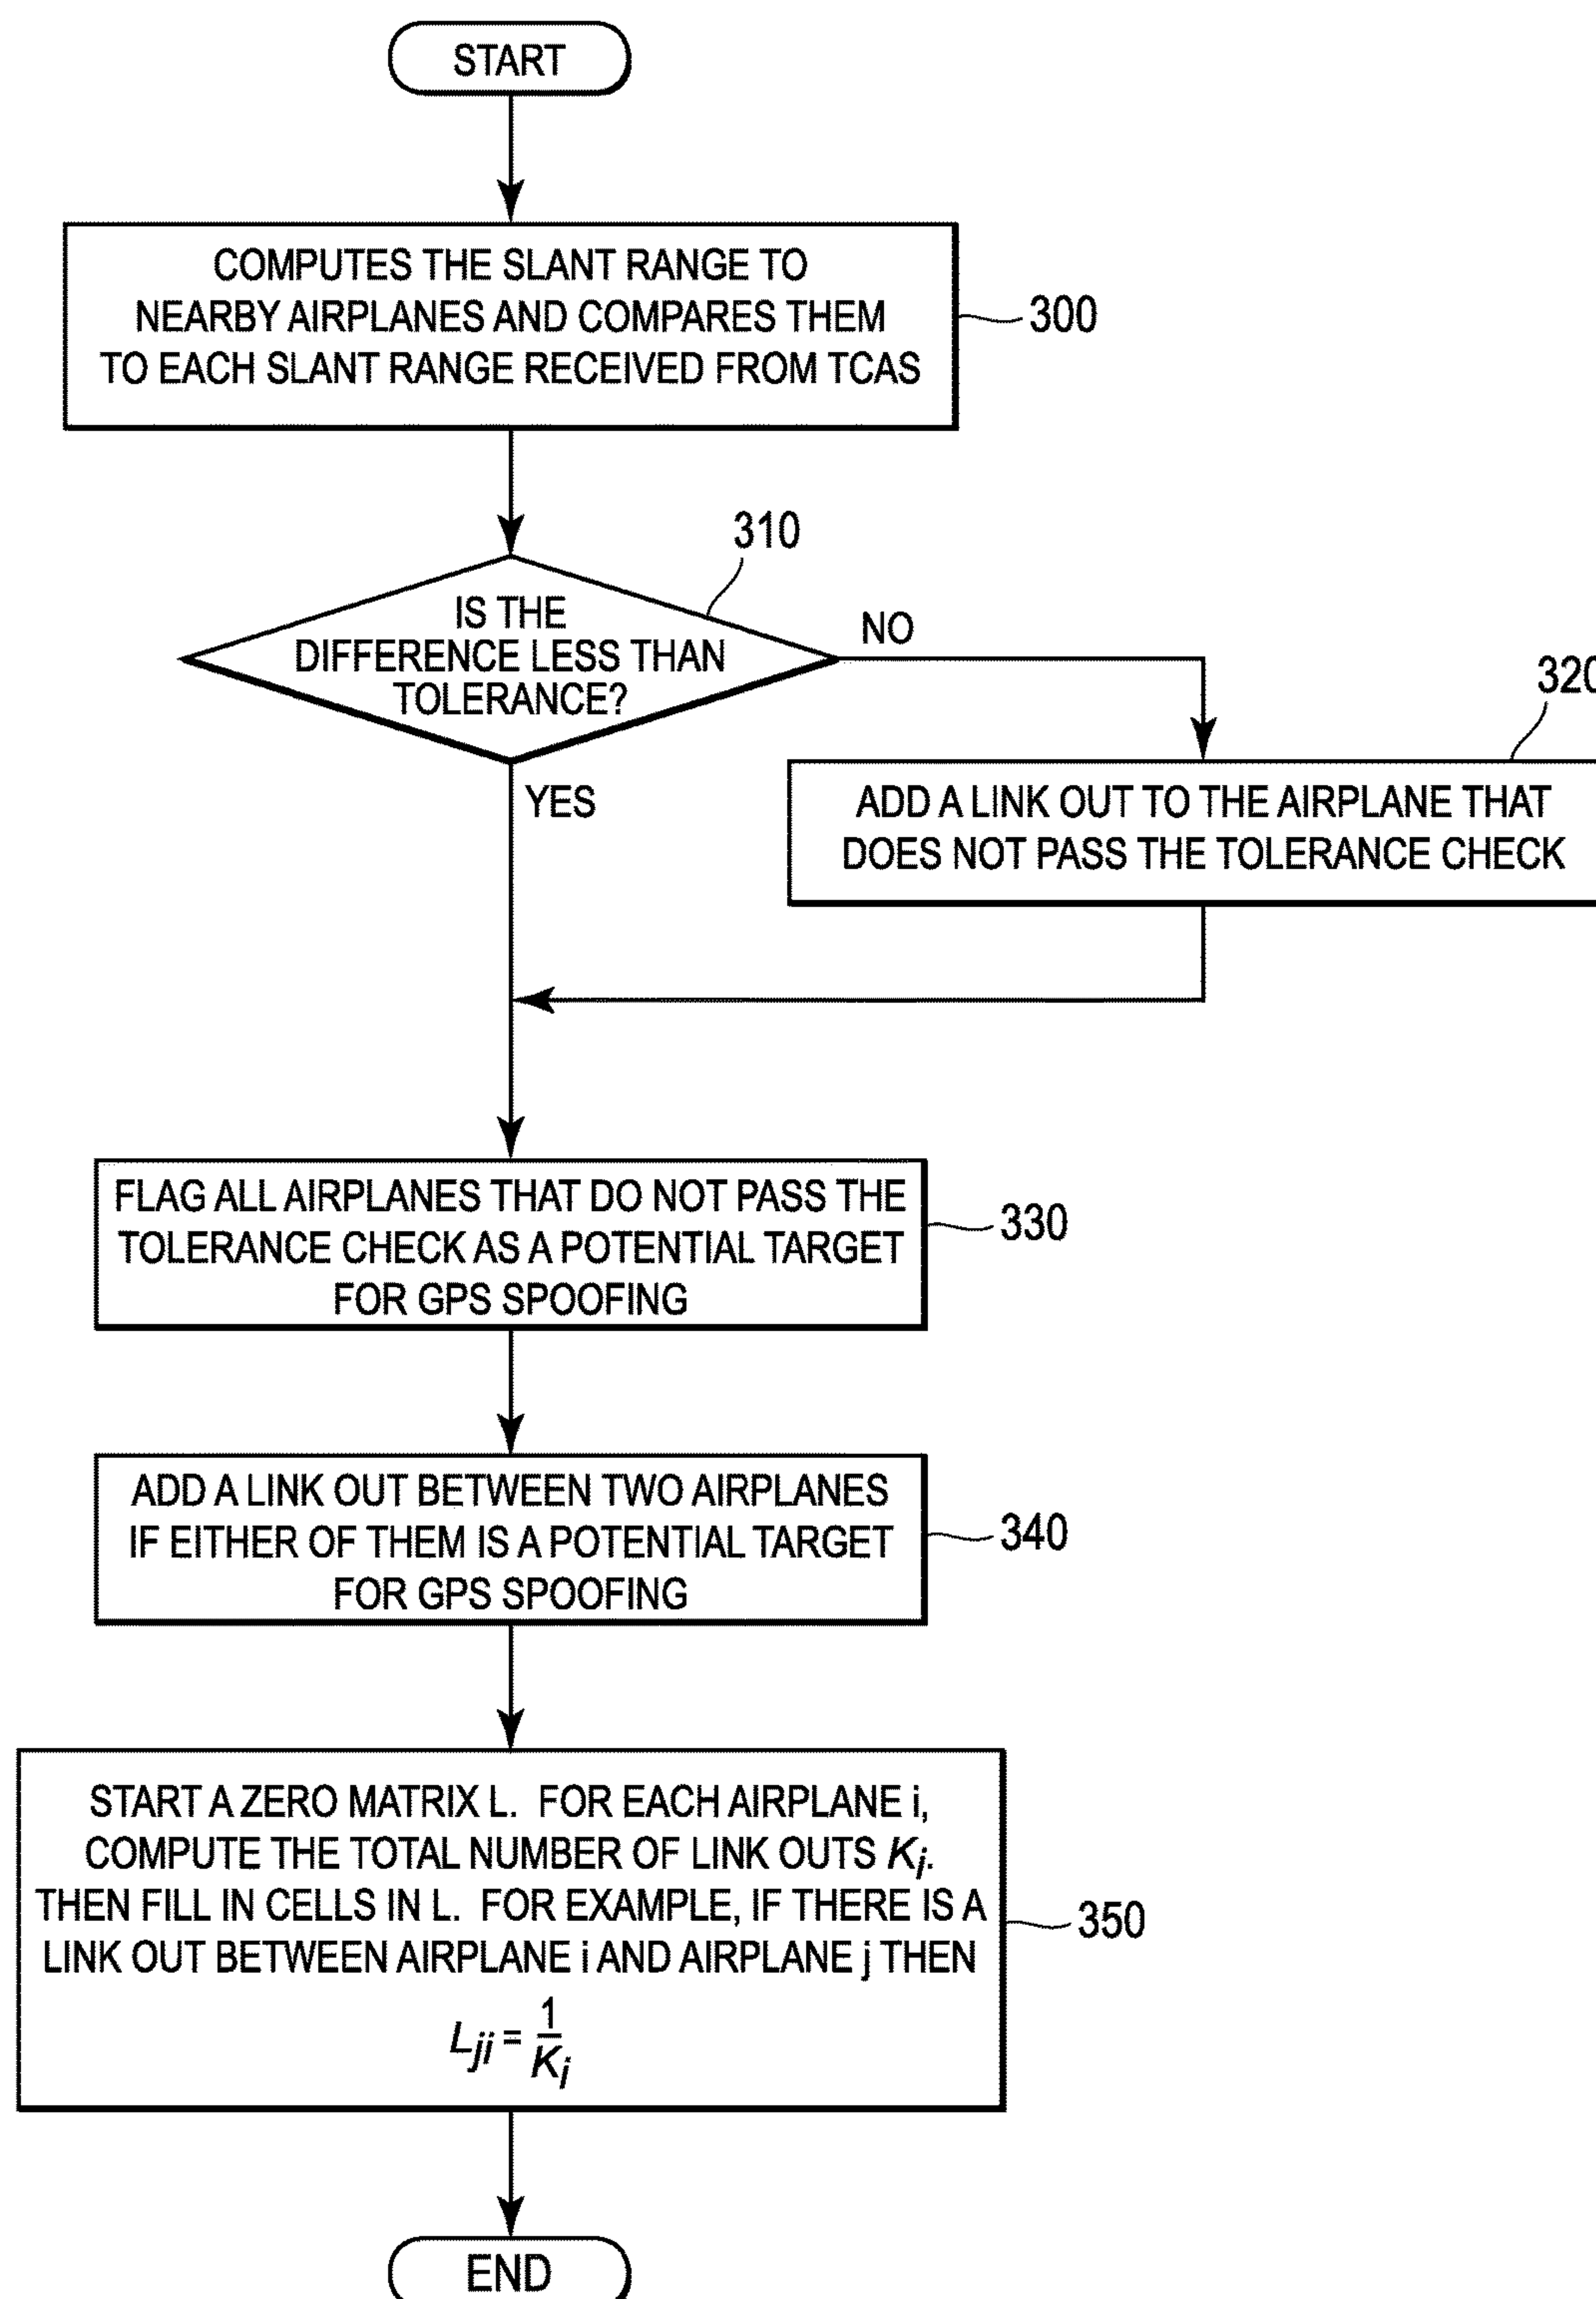 START
COMPUTES THE SLANT RANGE TO
NEARBY AIRPLANES AND COMPARES THEM
TO EACH SLANT RANGE RECEIVED FROM TCAS
300
310
IS THE
DIFFERENCE LESS THAN
TOLERANCE?
NO
320
ADD A LINK OUT TO THE AIRPLANE THAT
DOES NOT PASS THE TOLERANCE CHECK
YES
FLAG ALL AIRPLANES THAT DO NOT PASS THE
TOLERANCE CHECK AS A POTENTIAL TARGET
FOR GPS SPOOFING
330
ADD A LINK OUT BETWEEN TWO AIRPLANES
IF EITHER OF THEM IS A POTENTIAL TARGET
FOR GPS SPOOFING
340
START A ZERO MATRIX L. FOR EACH AIRPLANE i,
COMPUTE THE TOTAL NUMBER OF LINK OUTS Ki.
THEN FILL IN CELLS IN L. FOR EXAMPLE, IF THERE IS A
LINK OUT BETWEEN AIRPLANE i AND AIRPLANE j THEN
Lji = 1/Ki
350
END